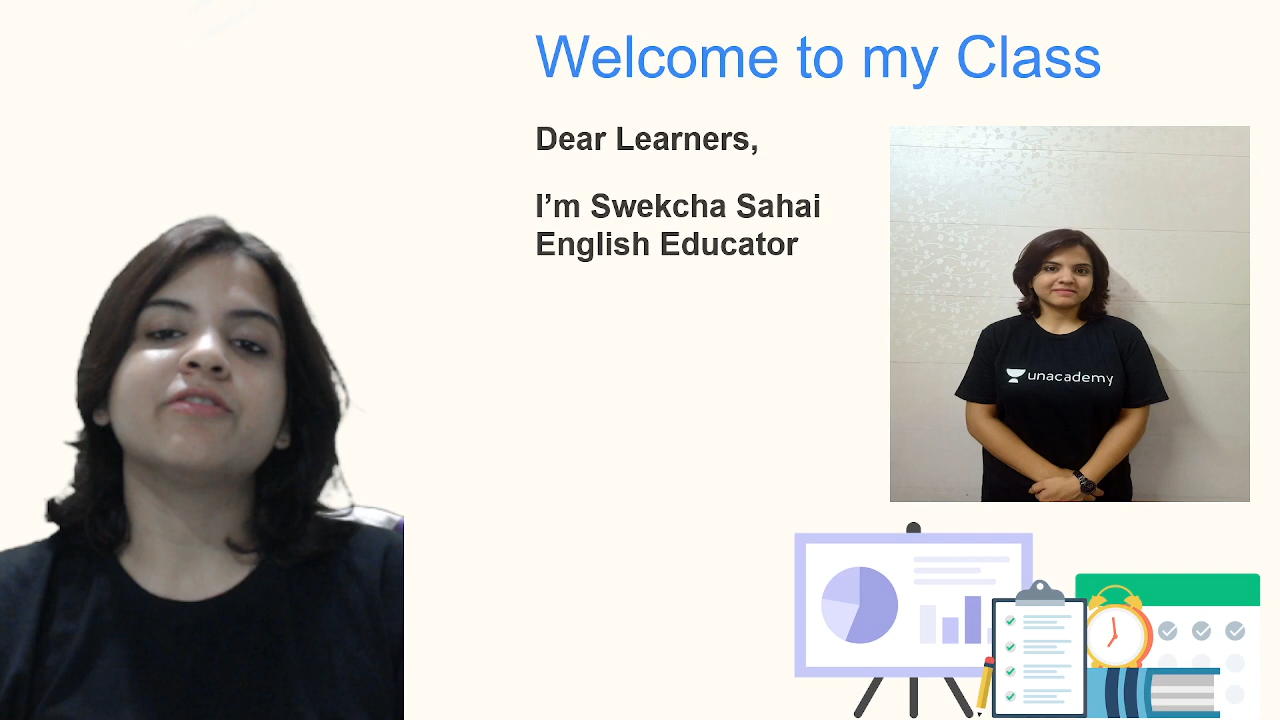 Welcome to my Class
Dear Learners,
I’m Swekcha Sahai
English Educator
unacademy